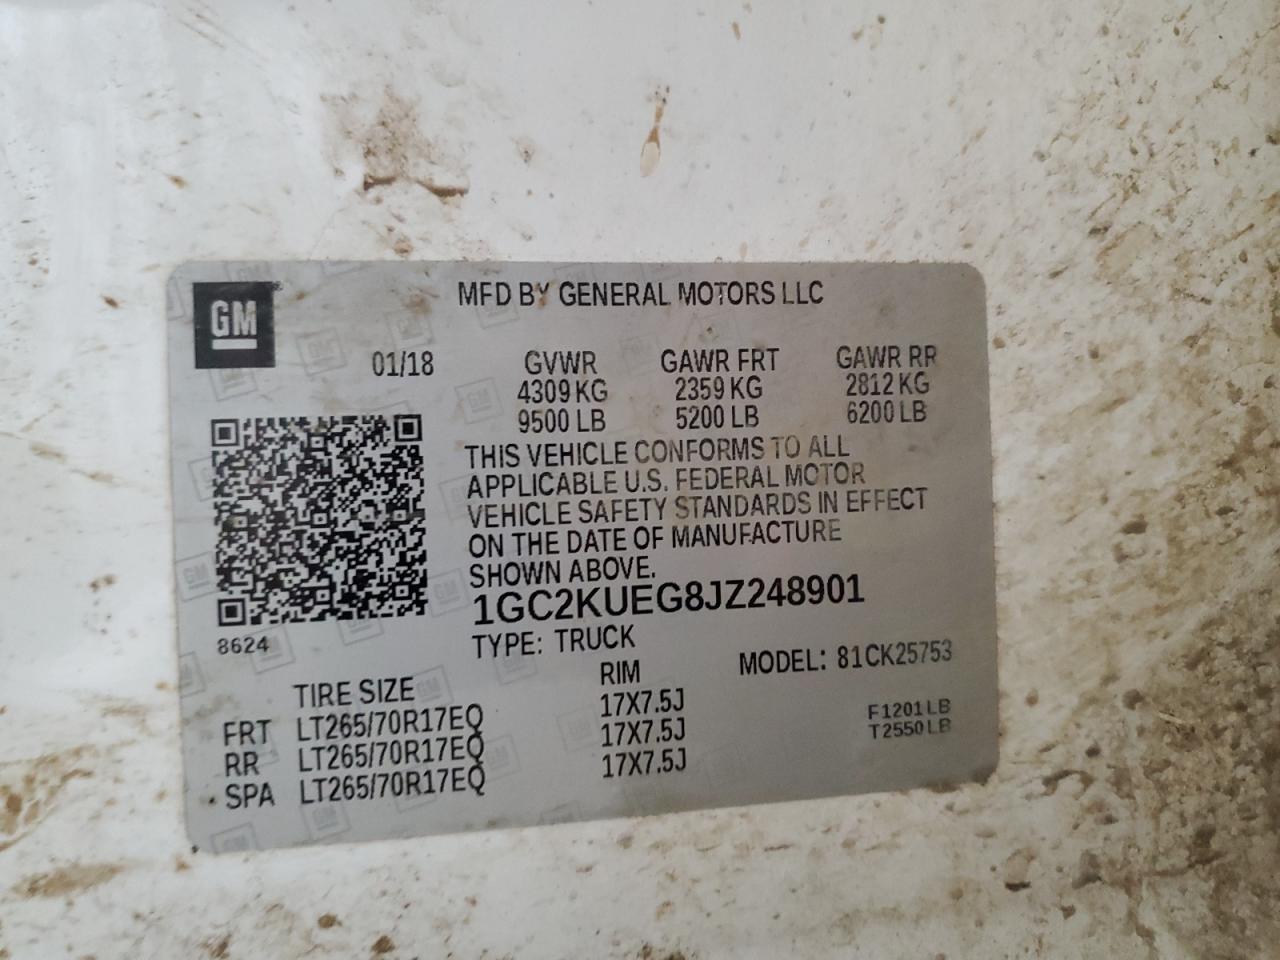 GM
MFD BY GENERAL MOTORS LLC
01/18 GVWR GAWR FRT GAWR RR
4309 KG 2359 KG 2812 KG
9500 LB 5200 LB 6200 LB
THIS VEHICLE CONFORMS TO ALL
APPLICABLE U.S. FEDERAL MOTOR
VEHICLE SAFETY STANDARDS IN EFFECT
ON THE DATE OF MANUFACTURE
SHOWN ABOVE.
1GC2KUEG8JZ248901
8624
TYPE: TRUCK
MODEL: 81CK25753
TIRE SIZE RIM
FRT LT265/70R17EQ 17X7.5J
RR LT265/70R17EQ 17X7.5J
SPA LT265/70R17EQ 17X7.5J
F1201LB
T2550LB